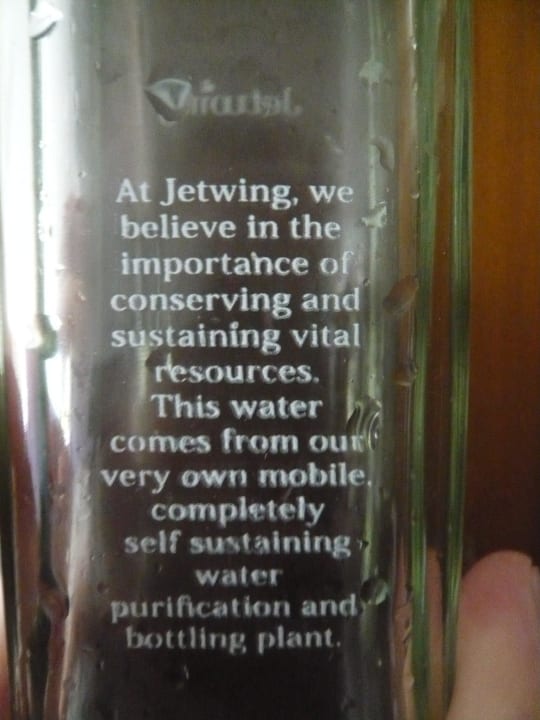 Jetwing
At Jetwing, we
believe in the
importance of
conserving and
sustaining vital
resources.
This water
comes from our
very own mobile,
completely
self sustaining
water
purification and
bottling plant.